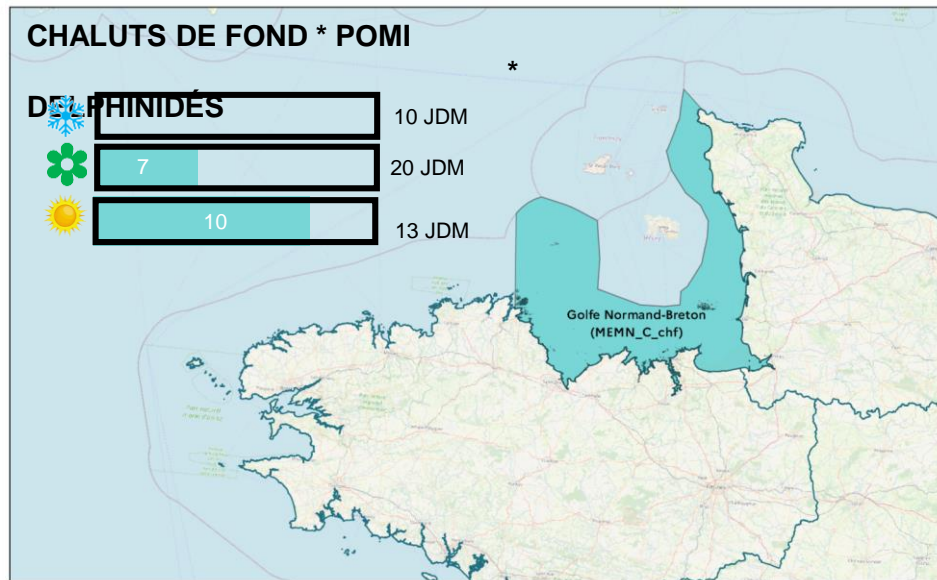 CHALUTS DE FOND * POMI
*
DELPHINIDÉS
10 JDM
7
20 JDM
10
13 JDM
Golfe Normand-Breton
(MEMN_C_chf)